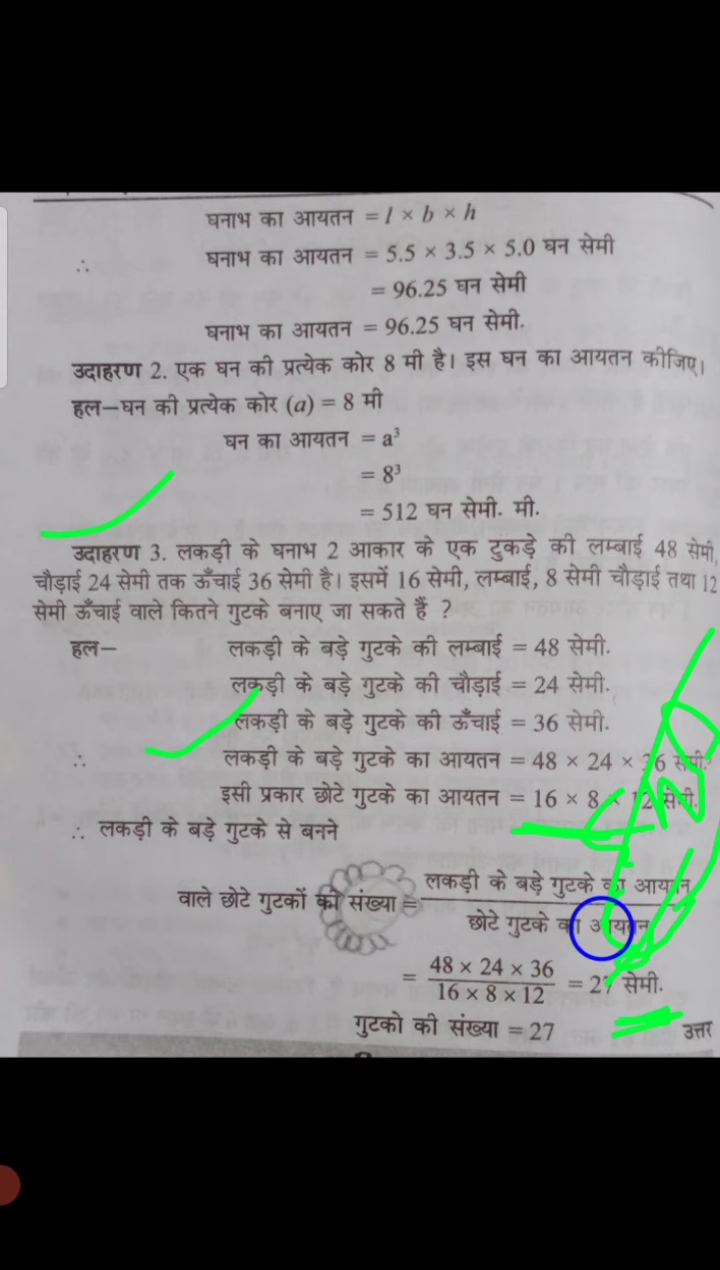 घनाभ का आयतन = l × b × h
∴ घनाभ का आयतन = 5.5 × 3.5 × 5.0 घन सेमी
= 96.25 घन सेमी
घनाभ का आयतन = 96.25 घन सेमी.
उदाहरण 2. एक घन की प्रत्येक कोर 8 मी है। इस घन का आयतन कीजिए।
हल–घन की प्रत्येक कोर (a) = 8 मी
घन का आयतन = a³
= 8³
= 512 घन सेमी. मी.
उदाहरण 3. लकड़ी के घनाभ 2 आकार के एक टुकड़े की लम्बाई 48 सेमी,
चौड़ाई 24 सेमी तक ऊँचाई 36 सेमी है। इसमें 16 सेमी, लम्बाई, 8 सेमी चौड़ाई तथा 12
सेमी ऊँचाई वाले कितने गुटके बनाए जा सकते हैं ?
हल– लकड़ी के बड़े गुटके की लम्बाई = 48 सेमी.
लकड़ी के बड़े गुटके की चौड़ाई = 24 सेमी.
लकड़ी के बड़े गुटके की ऊँचाई = 36 सेमी.
∴ लकड़ी के बड़े गुटके का आयतन = 48 × 24 × 36 सेमी.
इसी प्रकार छोटे गुटके का आयतन = 16 × 8 × 12 सेमी.
∴ लकड़ी के बड़े गुटके से बनने
लकड़ी के बड़े गुटके का आयतन
वाले छोटे गुटकों की संख्या =
छोटे गुटके का आयतन
48 × 24 × 36
= = 27 सेमी.
16 × 8 × 12
गुटको की संख्या = 27 उत्तर